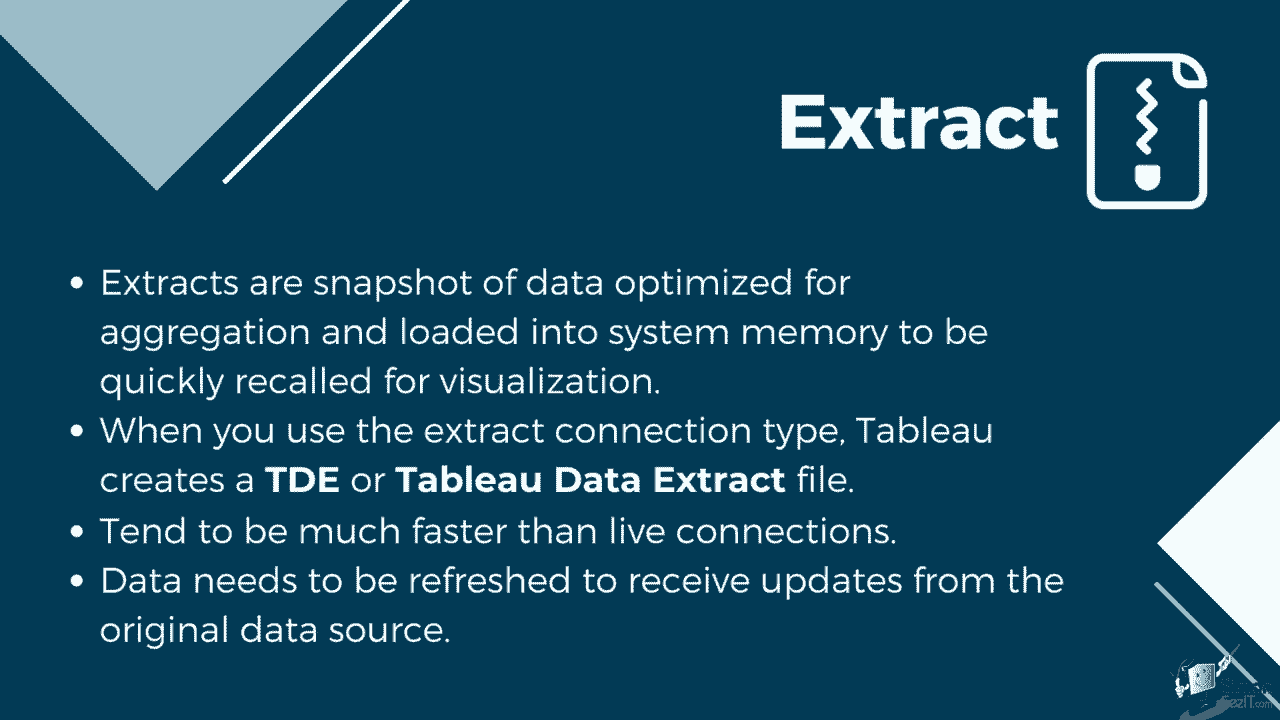 Extract
• Extracts are snapshot of data optimized for
aggregation and loaded into system memory to be
quickly recalled for visualization.
• When you use the extract connection type, Tableau
creates a TDE or Tableau Data Extract file.
• Tend to be much faster than live connections.
• Data needs to be refreshed to receive updates from the
original data source.
SezIT.com